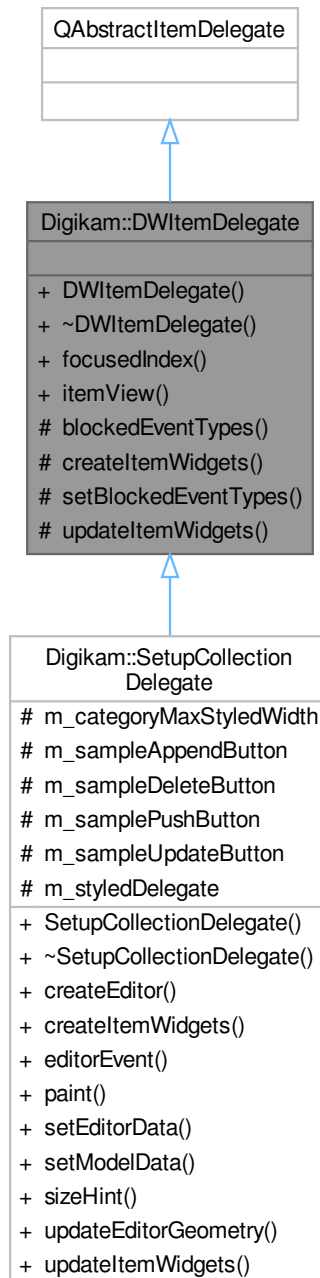 QAbstractItemDelegate
Digikam::DWItemDelegate
+ DWItemDelegate()
+ ~DWItemDelegate()
+ focusedIndex()
+ itemView()
# blockedEventTypes()
# createItemWidgets()
# setBlockedEventTypes()
# updateItemWidgets()
Digikam::SetupCollection
Delegate
# m_categoryMaxStyledWidth
# m_sampleAppendButton
# m_sampleDeleteButton
# m_samplePushButton
# m_sampleUpdateButton
# m_styledDelegate
+ SetupCollectionDelegate()
+ ~SetupCollectionDelegate()
+ createEditor()
+ createItemWidgets()
+ editorEvent()
+ paint()
+ setEditorData()
+ setModelData()
+ sizeHint()
+ updateEditorGeometry()
+ updateItemWidgets()